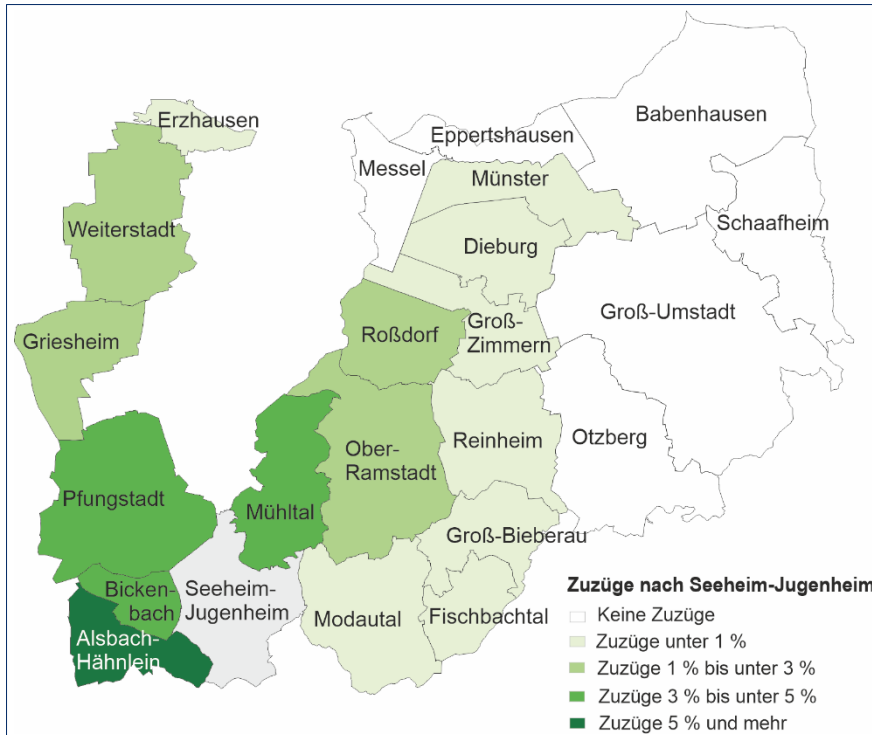 Erzhausen
Babenhausen
Eppertshausen
Messel
Münster
Schaafheim
Weiterstadt
Dieburg
Groß-Umstadt
Griesheim
Roßdorf
Groß-
Zimmern
Reinheim
Otzberg
Ober-
Ramstadt
Pfungstadt
Mühltal
Groß-Bieberau
Bicken-
bach
Seeheim-
Jugenheim
Modautal
Fischbachtal
Alsbach-
Hähnlein
Zuzüge nach Seeheim-Jugenheim
Keine Zuzüge
Zuzüge unter 1 %
Zuzüge 1 % bis unter 3 %
Zuzüge 3 % bis unter 5 %
Zuzüge 5 % und mehr